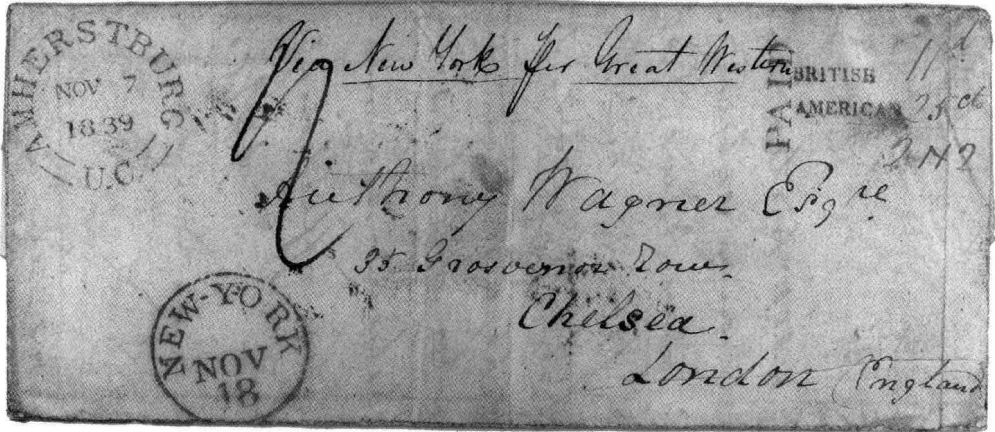 AMHERSTBURG
NOV 7
1839
U.C.
Via New York per Great Western
PAID
BRITISH 11d
AMERICAN 25 cts
Anthony Wagner Esqre
35 Grosvenor Row
Chelsea
London England
NEW-YORK
NOV
18